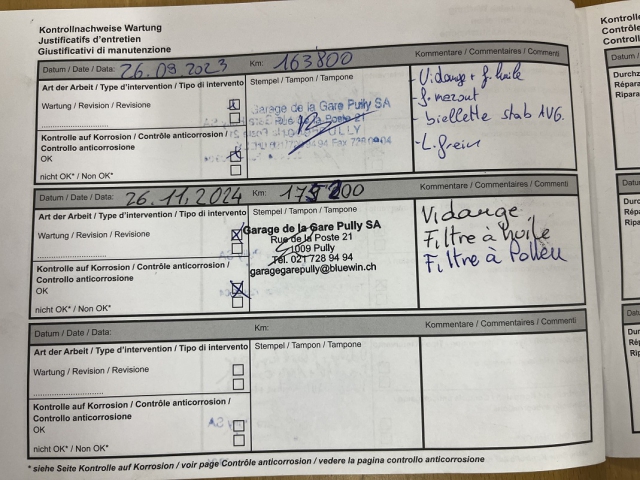 Kontrollnachweise Wartung
Justificatifs d'entretien
Giustificativi di manutenzione
Datum / Date / Data: 26.09.2023 Km: 163800 Kommentare / Commentaires / Commenti
Art der Arbeit / Type d'intervention / Tipo di intervento Stempel / Tampon / Tampone
Wartung / Revision / Revisione
Kontrolle auf Korrosion / Contrôle anticorrosion /
Controllo anticorrosione
OK
nicht OK* / Non OK*
Garage de la Gare Pully SA
Rue de la Poste 21
- Vidange + f. huile
- f. mazout
- biellette stab AVG.
- L. frein
Datum / Date / Data: 26.11.2024 Km: Kommentare / Commentaires / Commenti
Art der Arbeit / Type d'intervention / Tipo di intervento Stempel / Tampon / Tampone
Wartung / Revision / Revisione
Kontrolle auf Korrosion / Contrôle anticorrosion /
Controllo anticorrosione
OK
nicht OK* / Non OK*
Garage de la Gare Pully SA
Rue de la Poste 21
1009 Pully
Tél. 021 728 94 94
garagegarepully@bluewin.ch
Vidange
Filtre à huile
Filtre à Pollen
Datum / Date / Data: Km: Kommentare / Commentaires / Commenti
Art der Arbeit / Type d'intervention / Tipo di intervento Stempel / Tampon / Tampone
Wartung / Revision / Revisione
Kontrolle auf Korrosion / Contrôle anticorrosion /
Controllo anticorrosione
OK
nicht OK* / Non OK*
* siehe Seite Kontrolle auf Korrosion / voir page Contrôle anticorrosion / vedere la pagina controllo anticorrosione